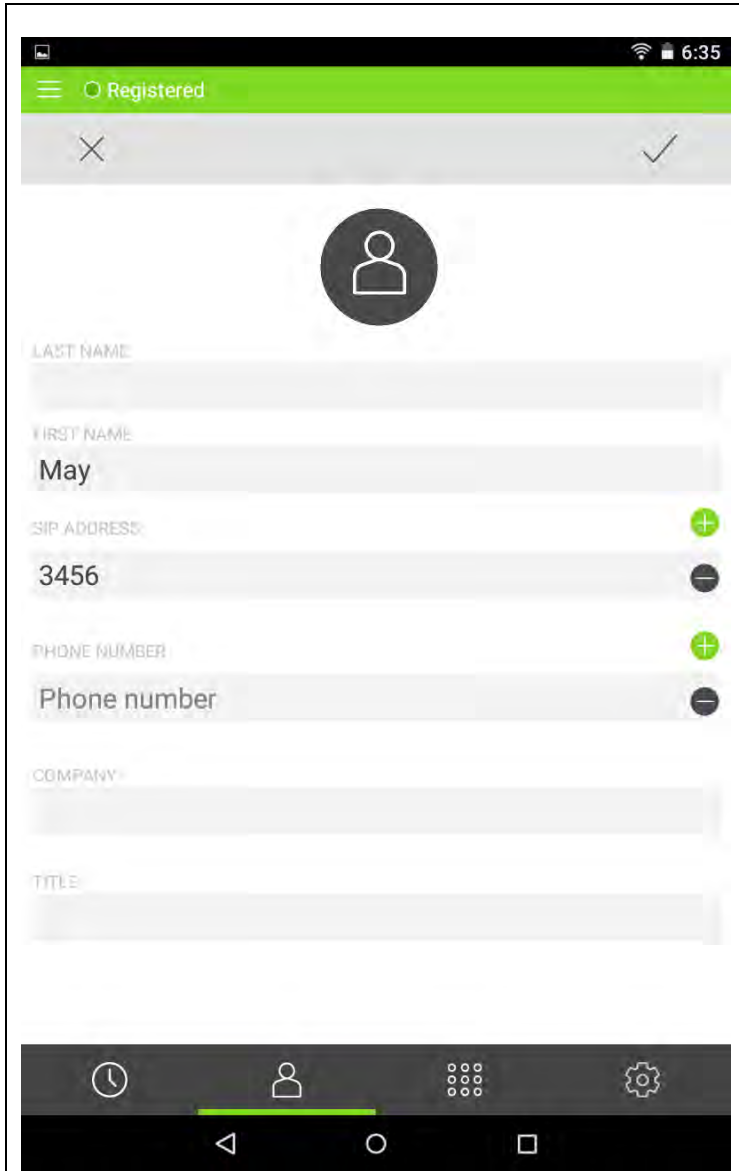 6:35
Registered
LAST NAME
FIRST NAME
May
SIP ADDRESS
3456
PHONE NUMBER
Phone number
COMPANY
TITLE